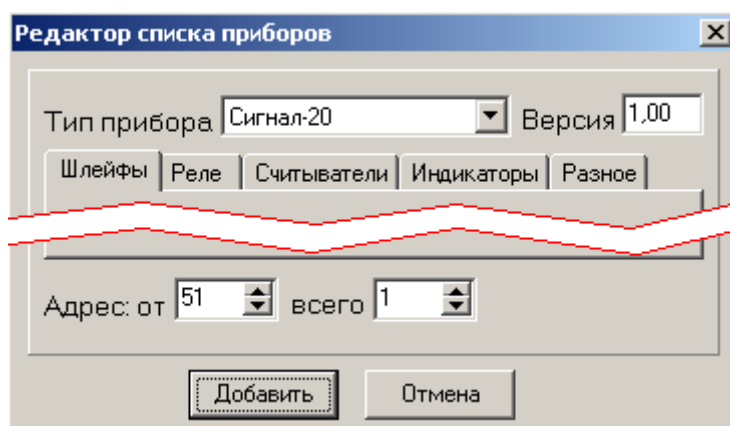 Редактор списка приборов
Тип прибора Сигнал-20 Версия 1,00
Шлейфы Реле Считыватели Индикаторы Разное
Адрес: от 51 всего 1
Добавить Отмена